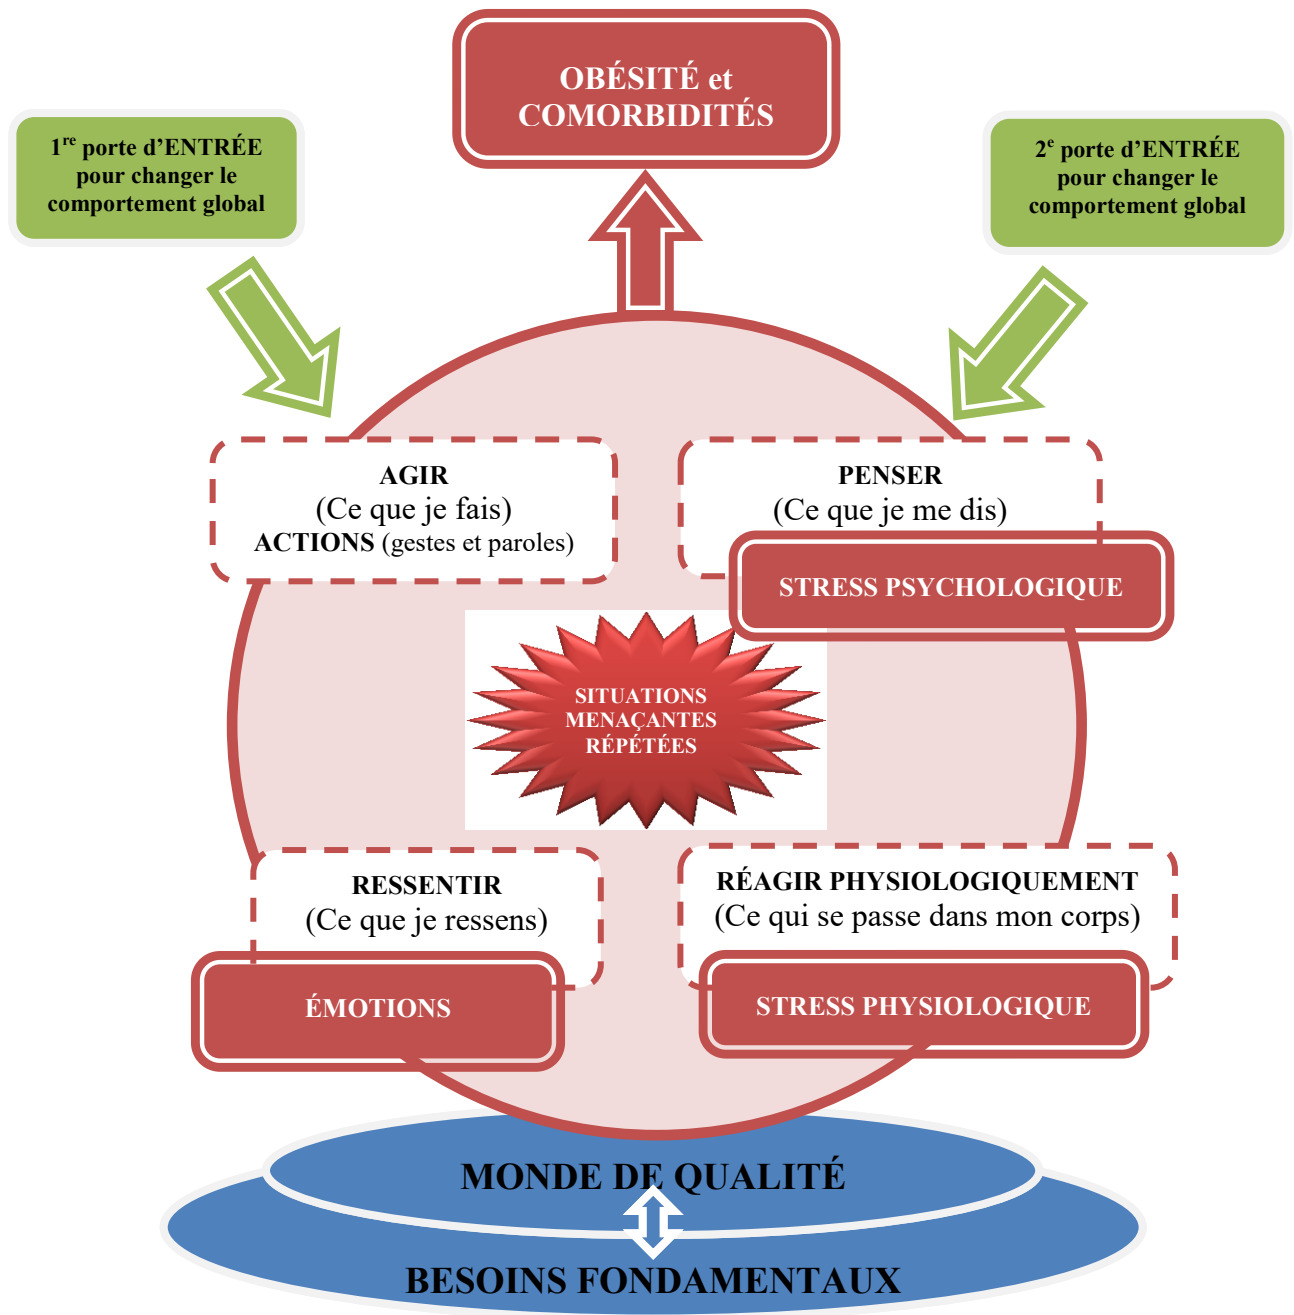 OBÉSITÉ et
COMORBIDITÉS
1re porte d’ENTRÉE
pour changer le
comportement global
2e porte d’ENTRÉE
pour changer le
comportement global
AGIR
(Ce que je fais)
ACTIONS (gestes et paroles)
PENSER
(Ce que je me dis)
STRESS PSYCHOLOGIQUE
SITUATIONS
MENAÇANTES
RÉPÉTÉES
RESSENTIR
(Ce que je ressens)
ÉMOTIONS
RÉAGIR PHYSIOLOGIQUEMENT
(Ce qui se passe dans mon corps)
STRESS PHYSIOLOGIQUE
MONDE DE QUALITÉ
BESOINS FONDAMENTAUX